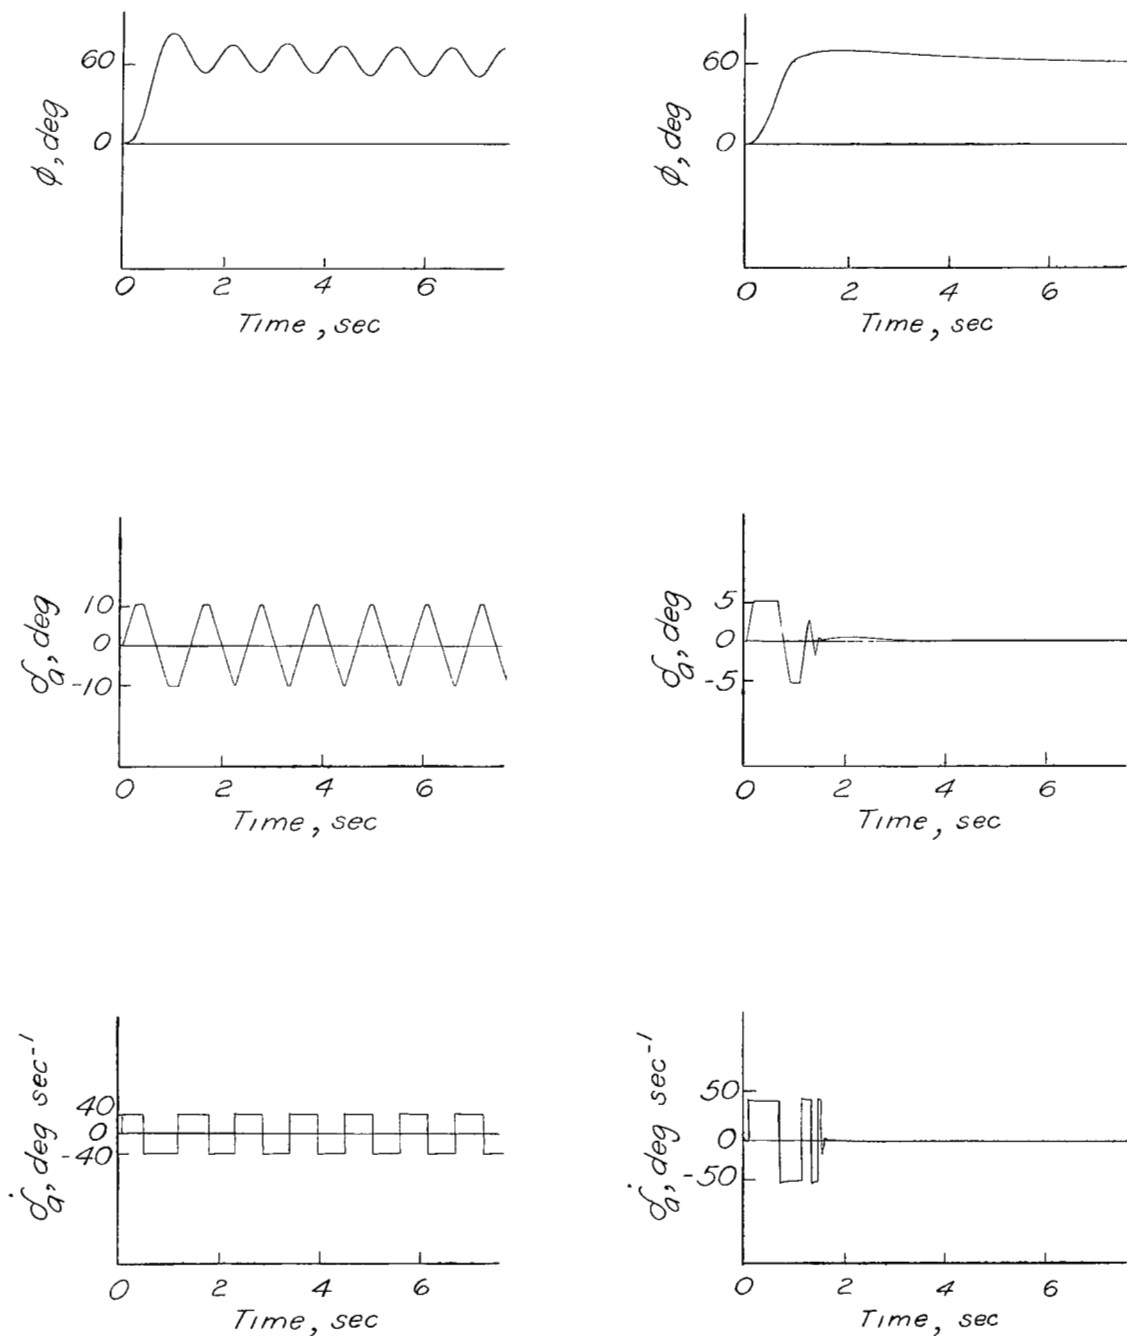 60
0
φ, deg
0 2 4 6
Time, sec
60
0
φ, deg
0 2 4 6
Time, sec
10
0
-10
δa, deg
0 2 4 6
Time, sec
5
0
-5
δa, deg
0 2 4 6
Time, sec
40
0
-40
δ̇a, deg sec⁻¹
0 2 4 6
Time, sec
50
0
-50
δ̇a, deg sec⁻¹
0 2 4 6
Time, sec